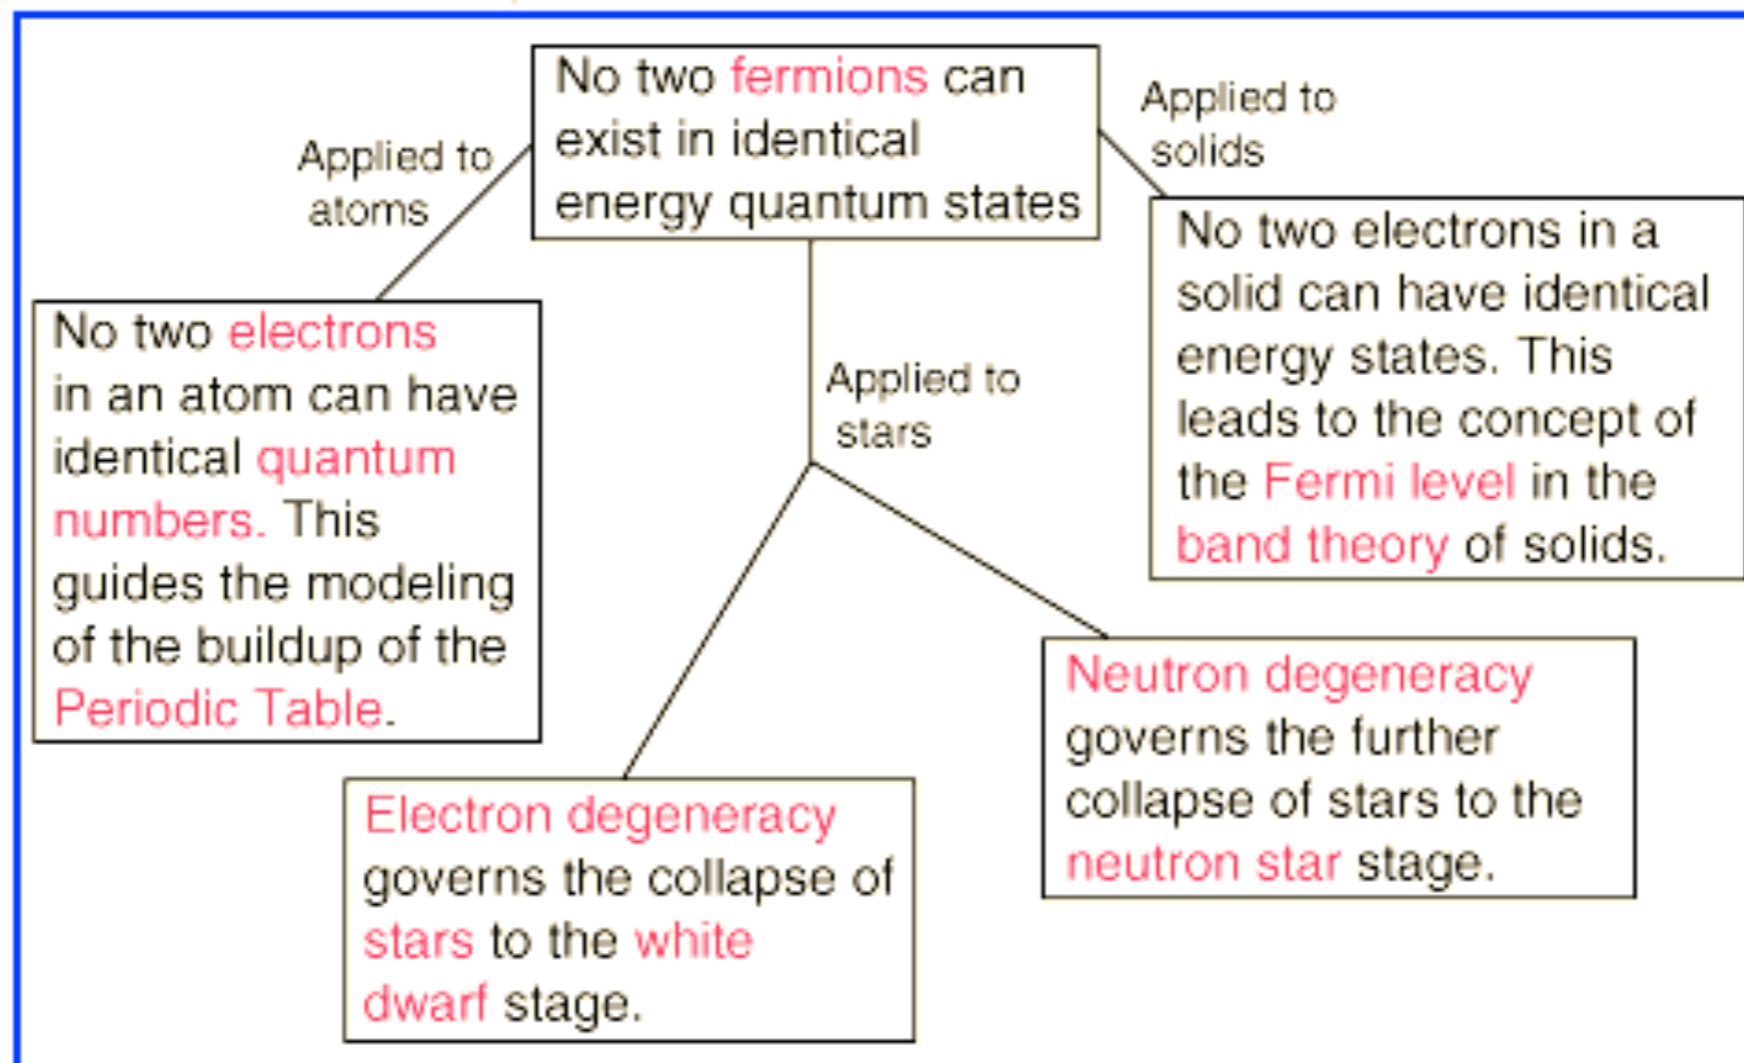 No two fermions can
exist in identical
energy quantum states
Applied to
atoms
Applied to
solids
No two electrons
in an atom can have
identical quantum
numbers. This
guides the modeling
of the buildup of the
Periodic Table.
Applied to
stars
No two electrons in a
solid can have identical
energy states. This
leads to the concept of
the Fermi level in the
band theory of solids.
Electron degeneracy
governs the collapse of
stars to the white
dwarf stage.
Neutron degeneracy
governs the further
collapse of stars to the
neutron star stage.